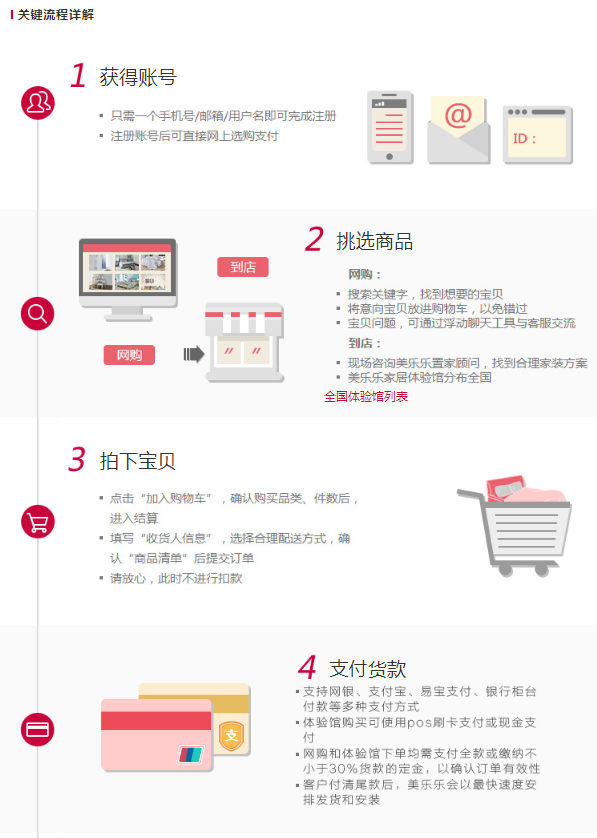 关键流程详解
1 获得账号
只需一个手机号/邮箱/用户名即可完成注册
注册账号后可直接网上选购支付
@
ID：
2 挑选商品
到店
网购
网购：
搜索关键字，找到想要的宝贝
将意向宝贝放进购物车，以免错过
宝贝问题，可通过浮动聊天工具与客服交流
到店：
现场咨询美乐乐置家顾问，找到合理家装方案
美乐乐家居体验馆分布全国
全国体验馆列表
3 拍下宝贝
点击“加入购物车”，确认购买品类、件数后，
进入结算
填写“收货人信息”，选择合理配送方式，确
认“商品清单”后提交订单
请放心，此时不进行扣款
4 支付货款
支持网银、支付宝、易宝支付、银行柜台
付款等多种支付方式
体验馆购买可使用pos刷卡支付或现金支
付
网购和体验馆下单均需支付全款或缴纳不
小于30%货款的定金，以确认订单有效性
客户付清尾款后，美乐乐会以最快速度安
排发货和安装
支